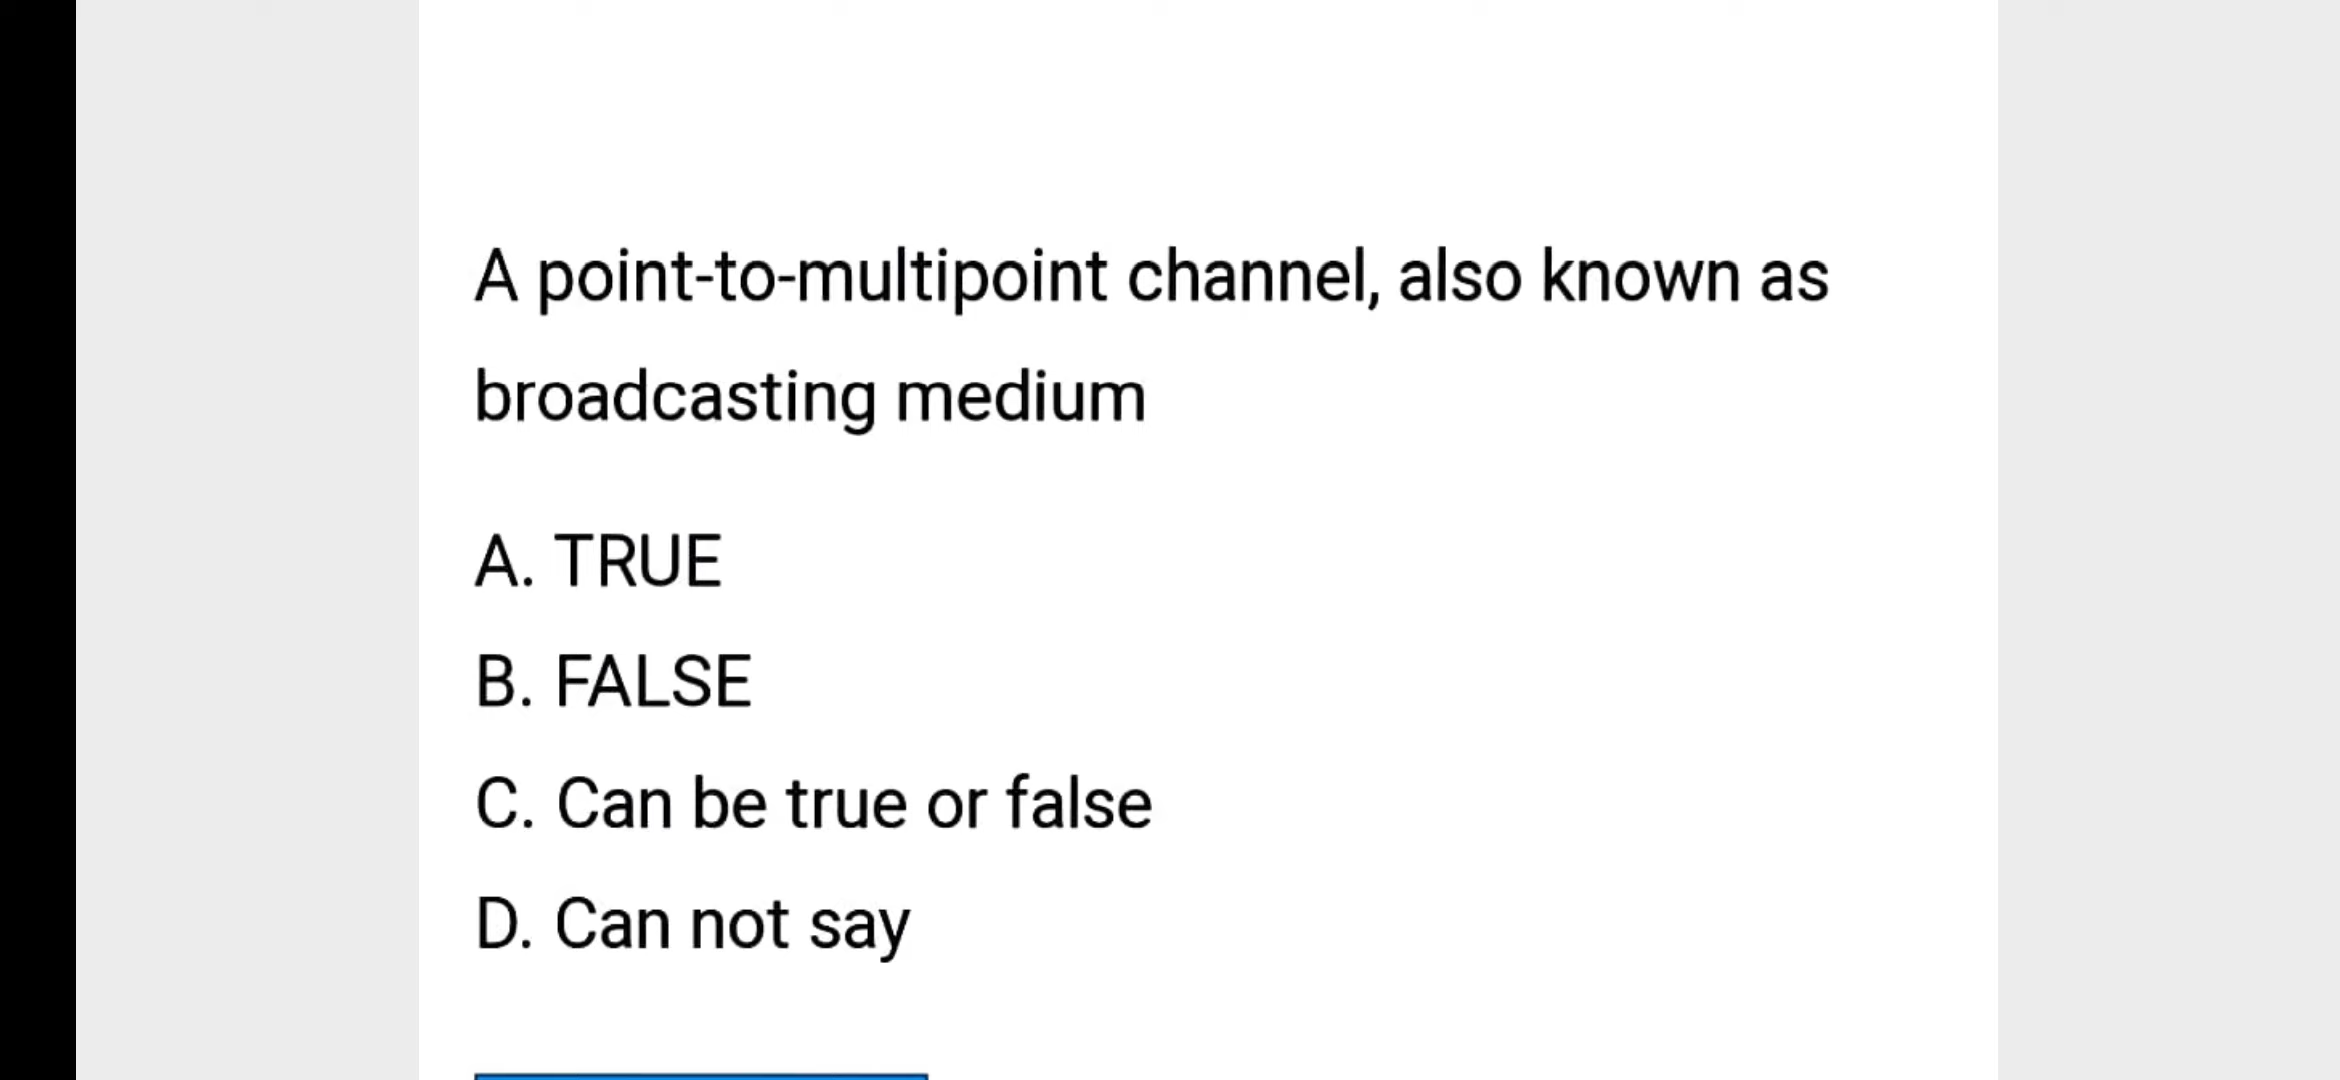 A point-to-multipoint channel, also known as
broadcasting medium
A. TRUE
B. FALSE
C. Can be true or false
D. Can not say